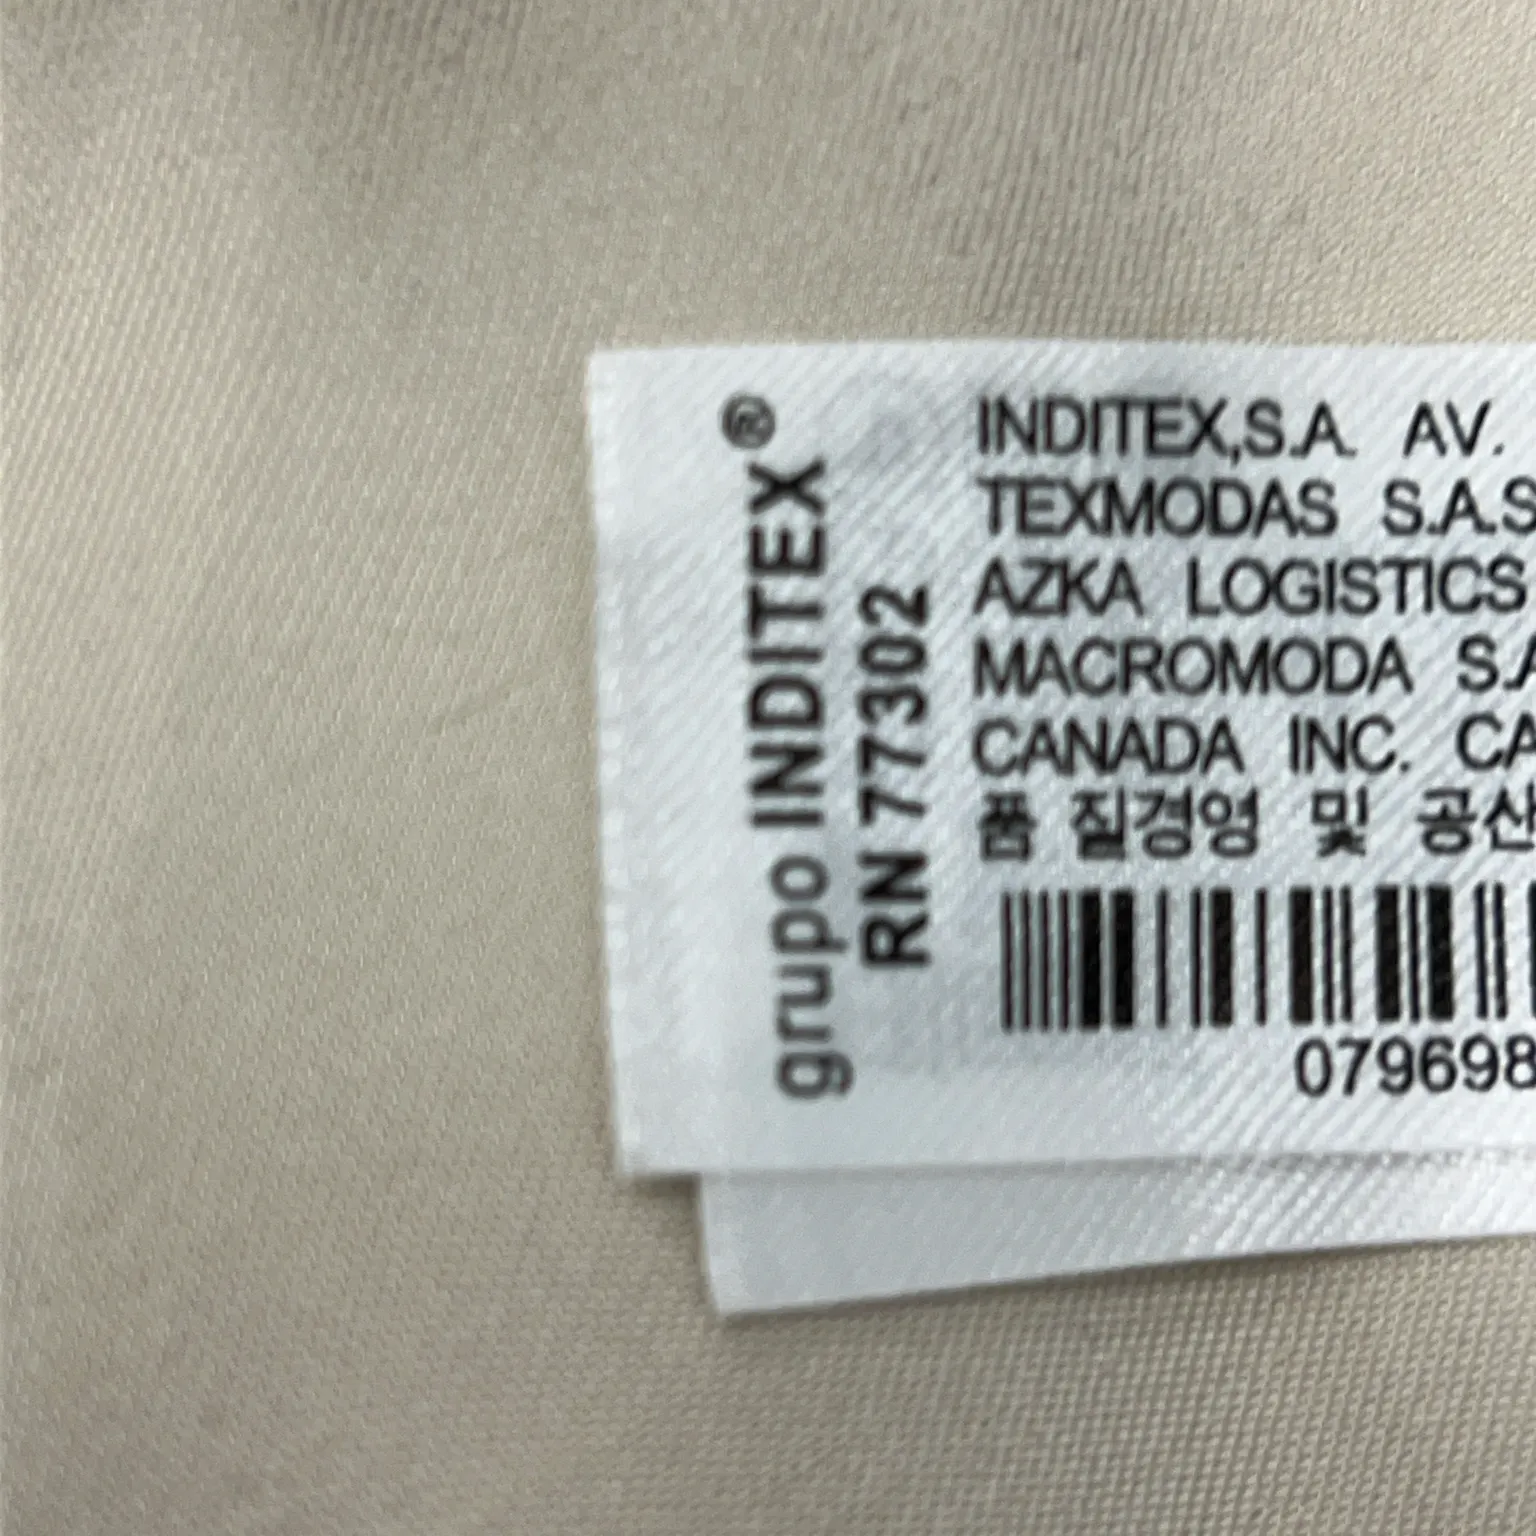 grupo INDITEX®
RN 77302
INDITEX,S.A. AV.
TEXMODAS S.A.S
AZKA LOGISTICS
MACROMODA S.A
CANADA INC. CA
품 질경영 및 공산
079698